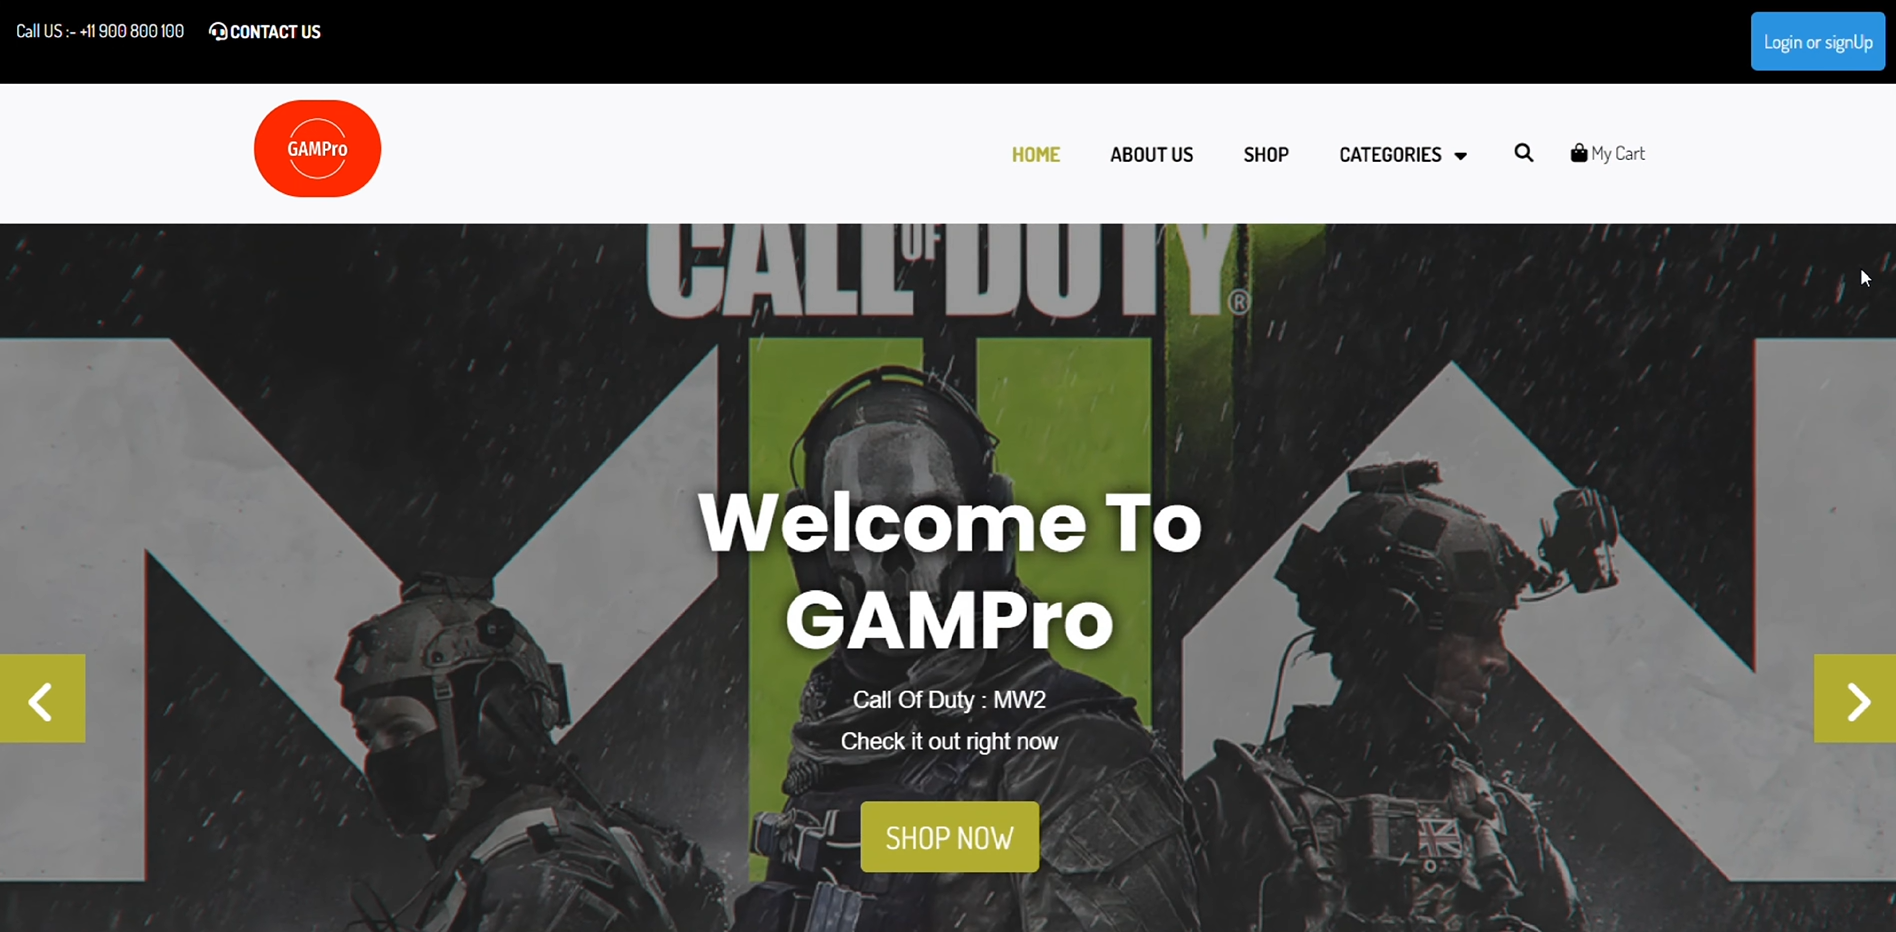 Call US :- +11 900 800 100
CONTACT US
Login or signUp
GAMPro
HOME
ABOUT US
SHOP
CATEGORIES
My Cart
CALL OF DUTY®
MWII
Welcome To
GAMPro
Call Of Duty : MW2
Check it out right now
SHOP NOW